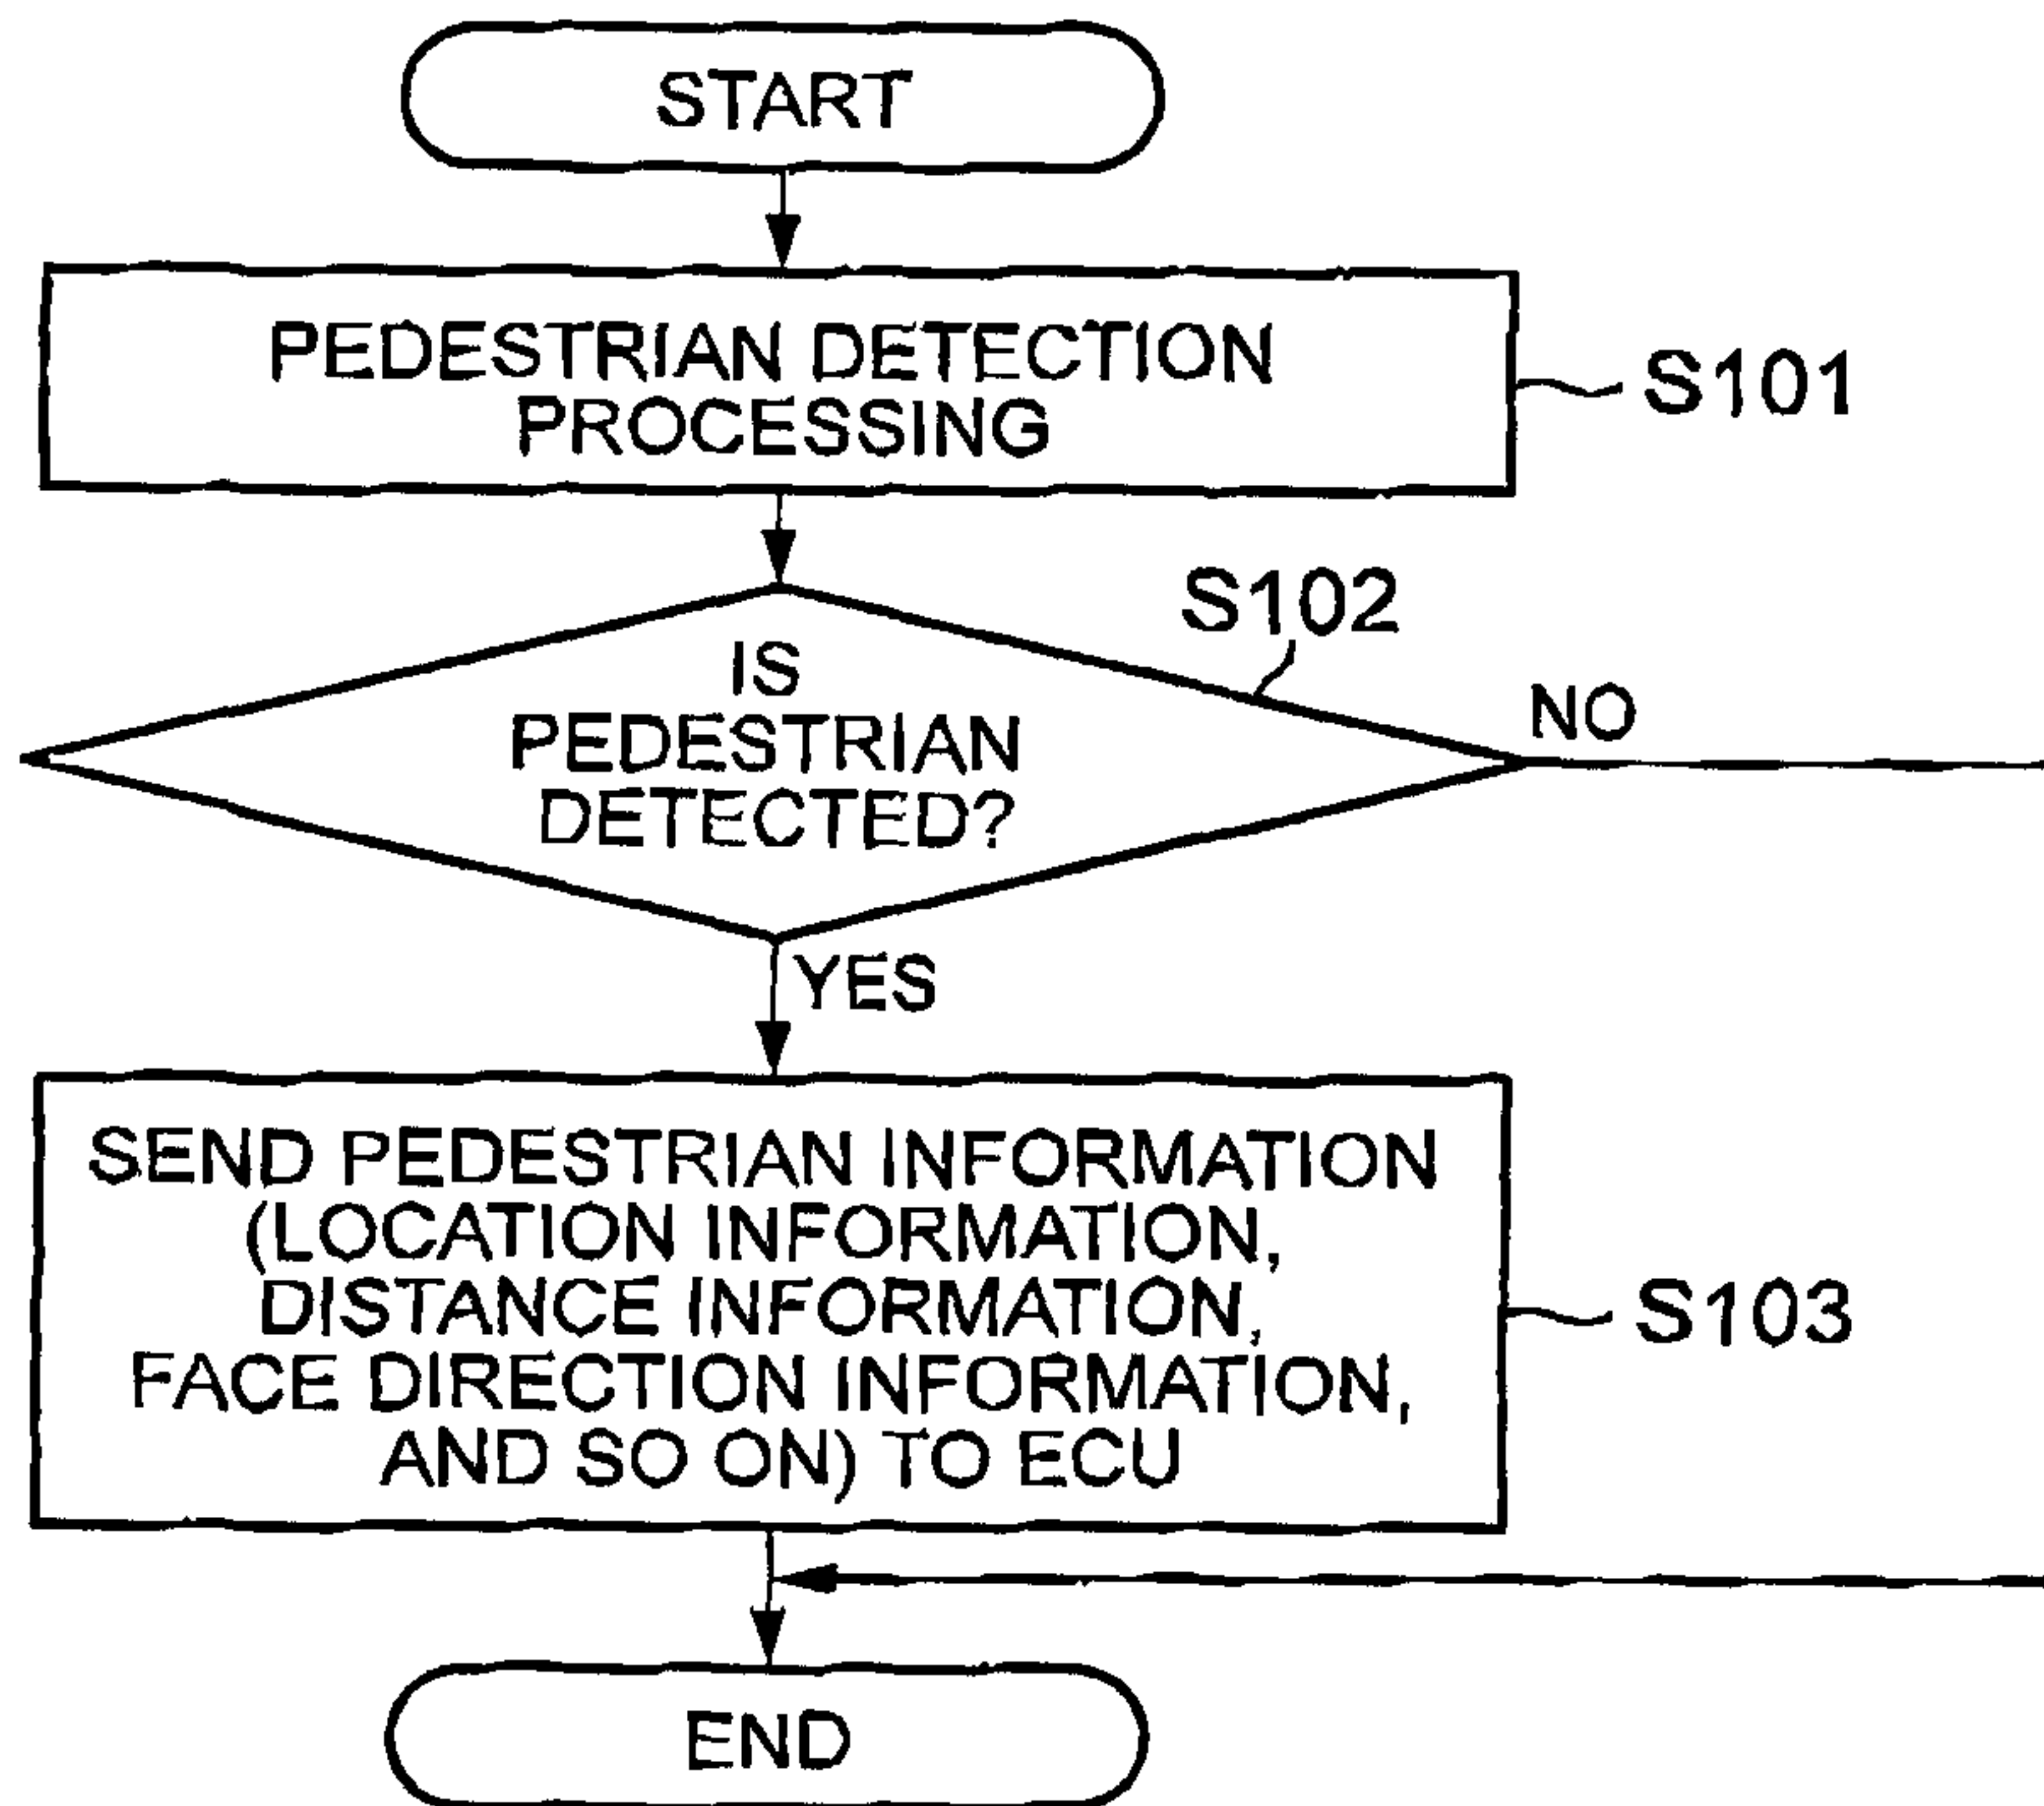 START
PEDESTRIAN DETECTION
PROCESSING
S101
S102
IS
PEDESTRIAN
DETECTED?
NO
YES
SEND PEDESTRIAN INFORMATION
(LOCATION INFORMATION,
DISTANCE INFORMATION,
FACE DIRECTION INFORMATION,
AND SO ON) TO ECU
S103
END